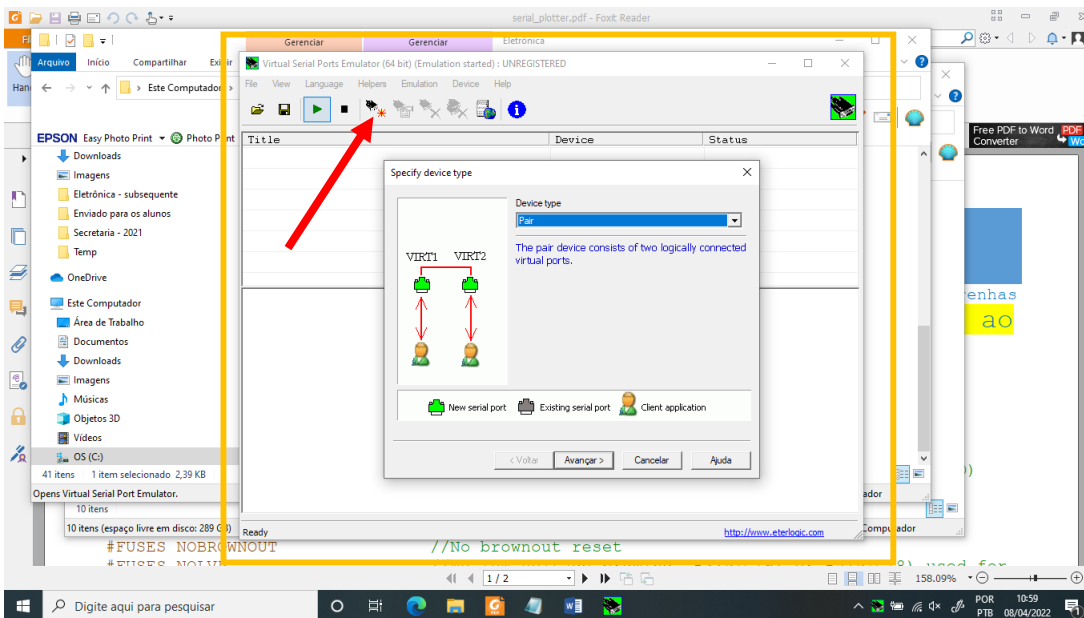 serial_plotter.pdf - Foxit Reader
Gerenciar
Gerenciar
Eletrônica
Arquivo Início Compartilhar
Este Computador
Han
EPSON Easy Photo Print Photo Print
Downloads
Imagens
Eletrônica - subsequente
Enviado para os alunos
Secretaria - 2021
Temp
OneDrive
Este Computador
Área de Trabalho
Documentos
Downloads
Imagens
Músicas
Objetos 3D
Vídeos
OS (C:)
41 itens 1 item selecionado 2,39 KB
Opens Virtual Serial Port Emulator.
10 itens
10 itens (espaço livre em disco: 289 GB)
Virtual Serial Ports Emulator (64 bit) (Emulation started) : UNREGISTERED
File View Language Helpers Emulation Device Help
Title Device Status
Specify device type
Device type
Pair
The pair device consists of two logically connected
virtual ports.
VIRT1 VIRT2
New serial port Existing serial port Client application
< Voltar Avançar > Cancelar Ajuda
Ready http://www.eterlogic.com
Free PDF to Word
Converter
PDF
enhas
ao
ador
Computador
#FUSES NOBROWNOUT //No brownout reset
1 / 2
158.09%
Digite aqui para pesquisar
POR 10:59
PTB 08/04/2022